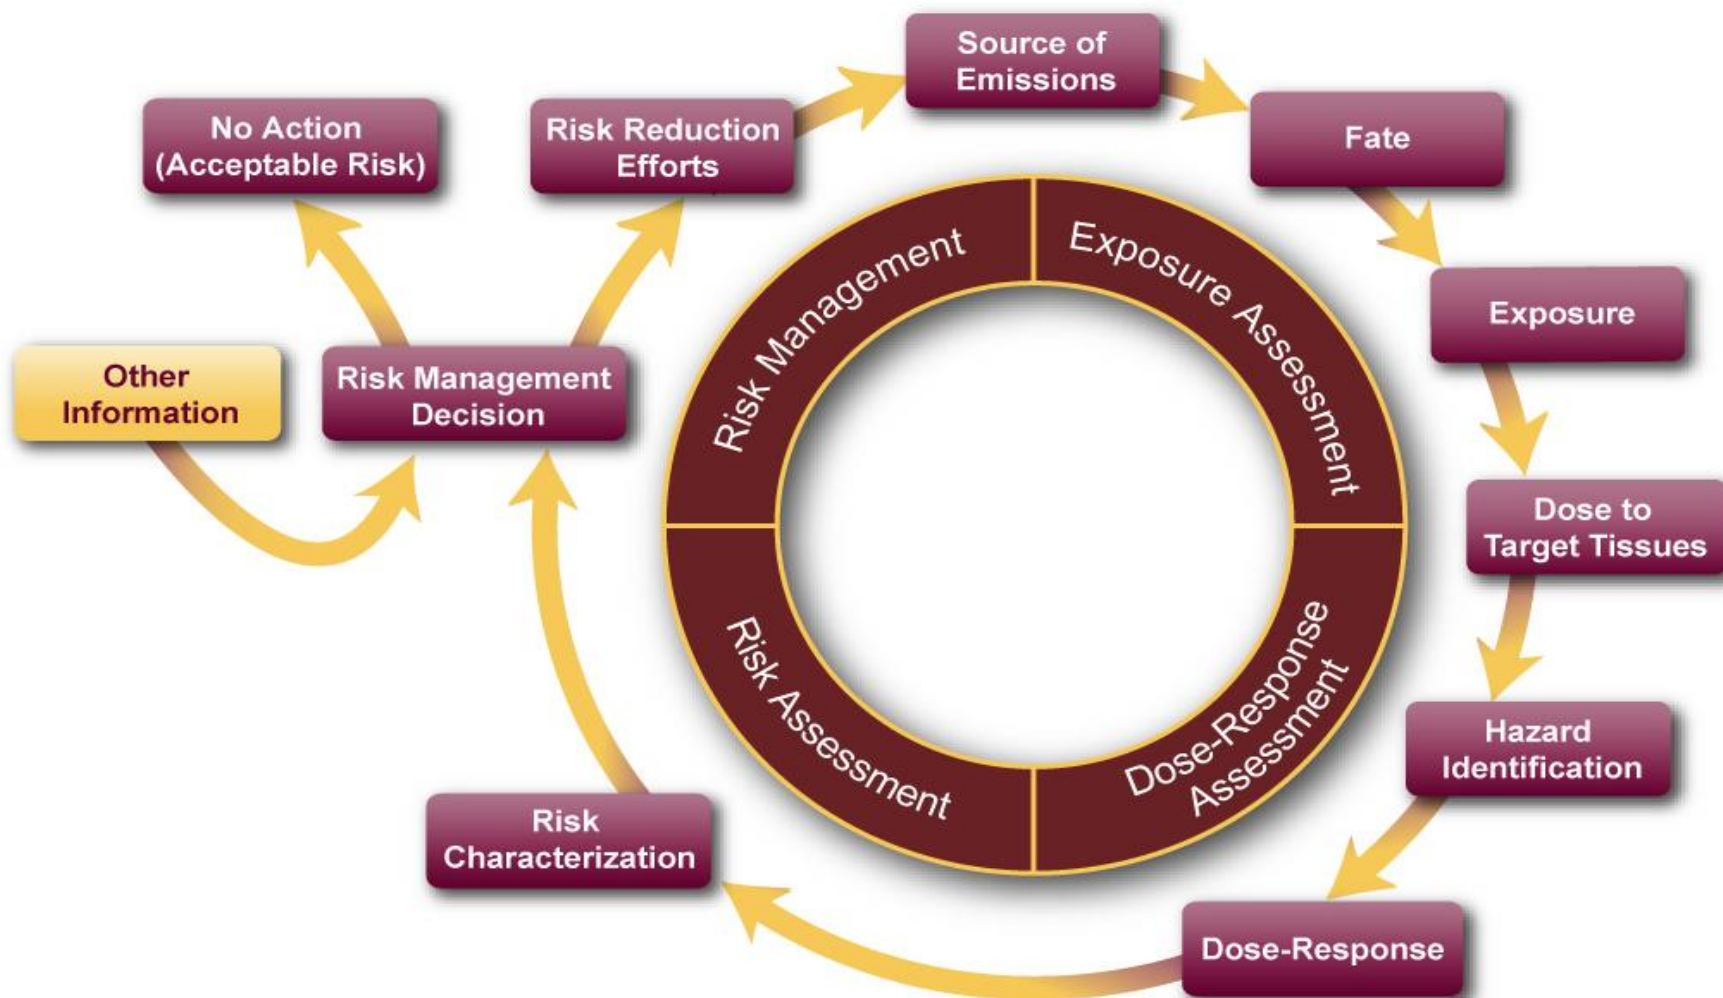 Source of
Emissions
No Action
(Acceptable Risk)
Risk Reduction
Efforts
Fate
Exposure
Other
Information
Risk Management
Decision
Dose to
Target Tissues
Hazard
Identification
Risk
Characterization
Dose-Response
Risk Management
Exposure Assessment
Risk Assessment
Dose-Response
Assessment